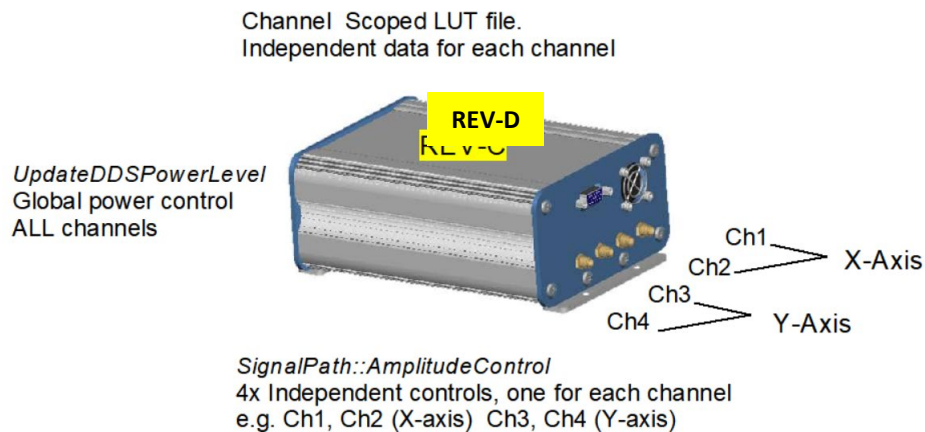 Channel Scoped LUT file.
Independent data for each channel
REV-D
UpdateDDSPowerLevel
Global power control
ALL channels
Ch1
Ch2
X-Axis
Ch3
Ch4
Y-Axis
SignalPath::AmplitudeControl
4x Independent controls, one for each channel
e.g. Ch1, Ch2 (X-axis) Ch3, Ch4 (Y-axis)